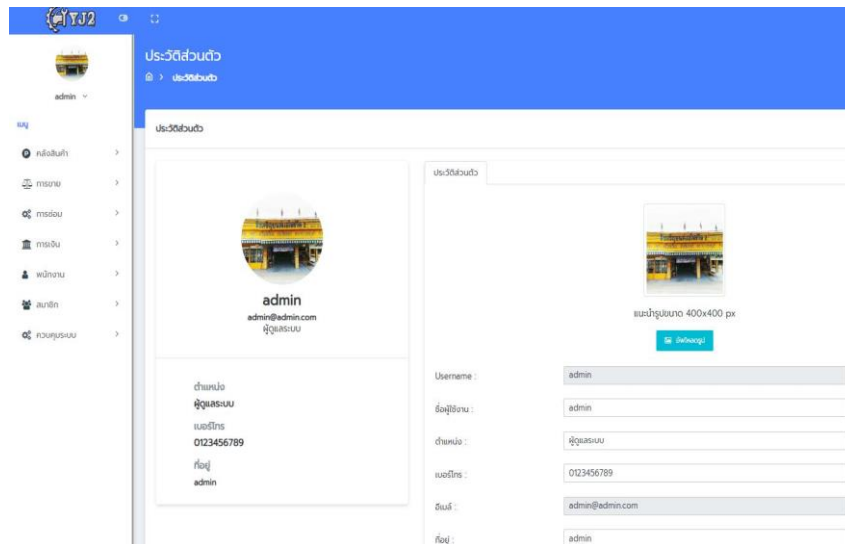 YJ2
admin
เมนู
คลังสินค้า
การขาย
การซ่อม
การเงิน
พนักงาน
สมาชิก
ควบคุมระบบ
ประวัติส่วนตัว
ประวัติส่วนตัว
ประวัติส่วนตัว
admin
admin@admin.com
ผู้ดูแลระบบ
ตำแหน่ง
ผู้ดูแลระบบ
เบอร์โทร
0123456789
ที่อยู่
admin
ประวัติส่วนตัว
แนะนำรูปขนาด 400x400 px
อัพโหลดรูป
Username : admin
ชื่อผู้ใช้งาน : admin
ตำแหน่ง : ผู้ดูแลระบบ
เบอร์โทร : 0123456789
อีเมล์ : admin@admin.com
ที่อยู่ : admin